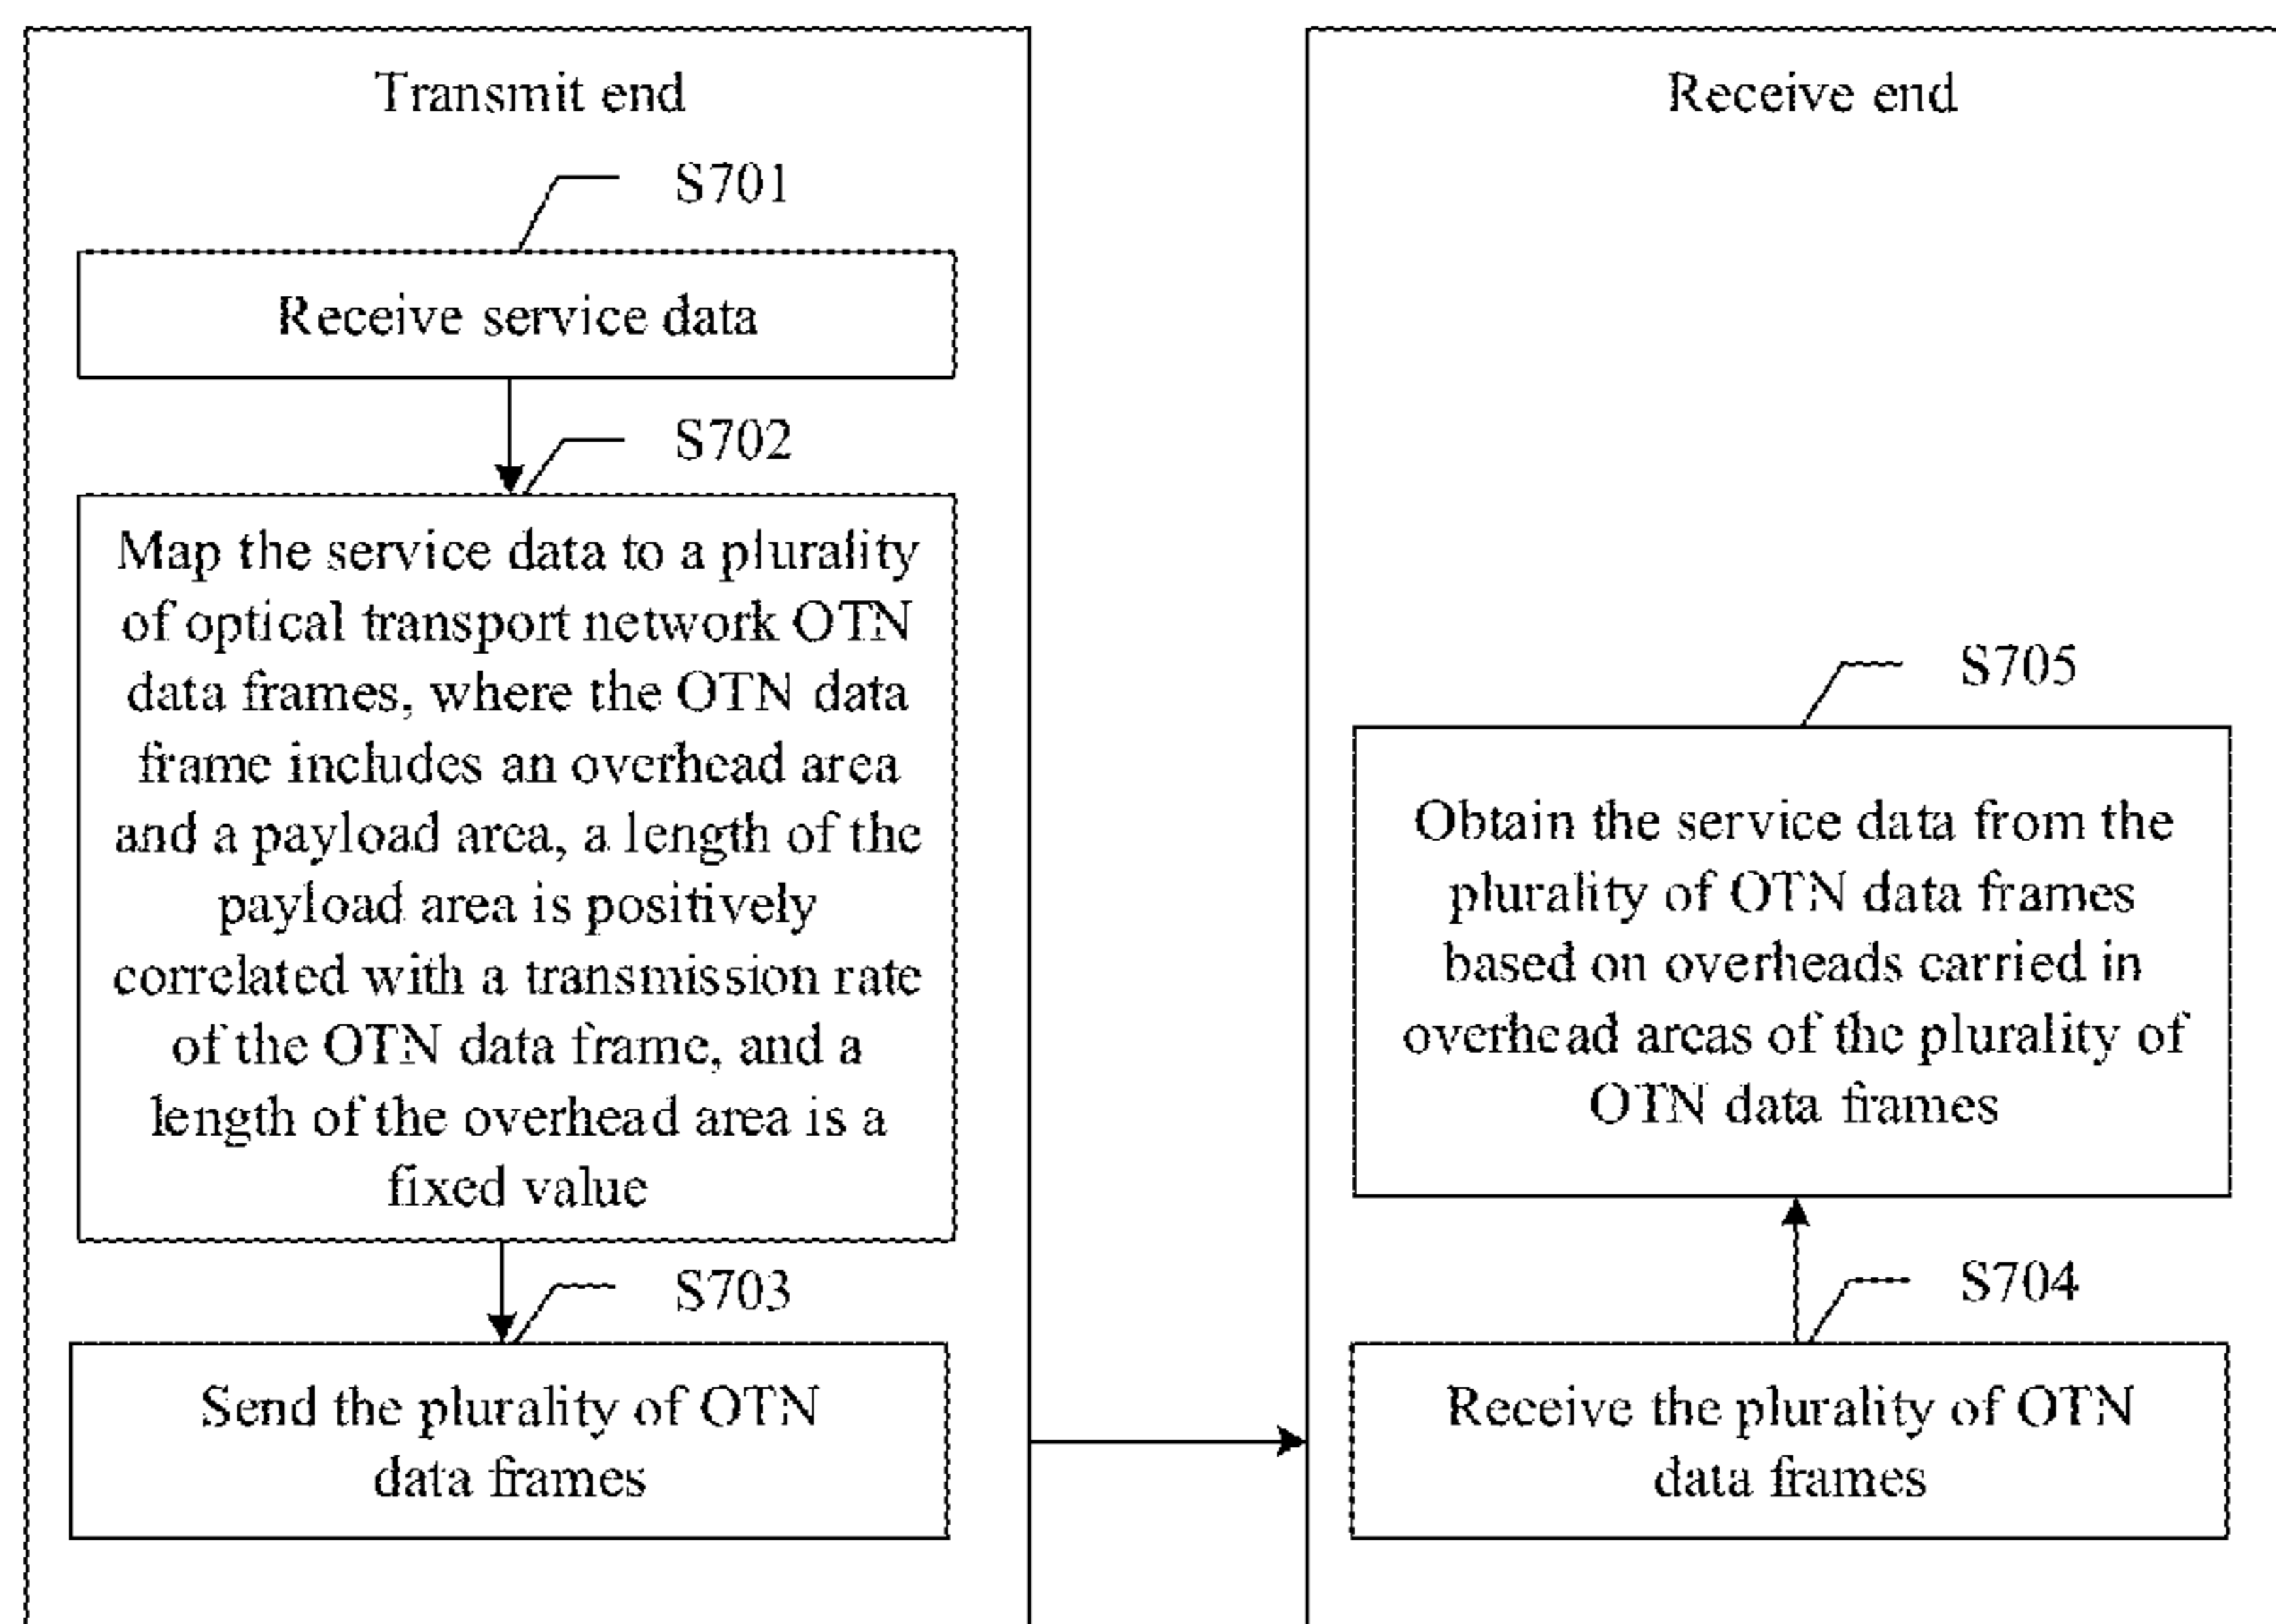 Transmit end
S701
Receive service data
S702
Map the service data to a plurality
of optical transport network OTN
data frames, where the OTN data
frame includes an overhead area
and a payload area, a length of the
payload area is positively
correlated with a transmission rate
of the OTN data frame, and a
length of the overhead area is a
fixed value
S703
Send the plurality of OTN
data frames
Receive end
S705
Obtain the service data from the
plurality of OTN data frames
based on overheads carried in
overhead areas of the plurality of
OTN data frames
S704
Receive the plurality of OTN
data frames